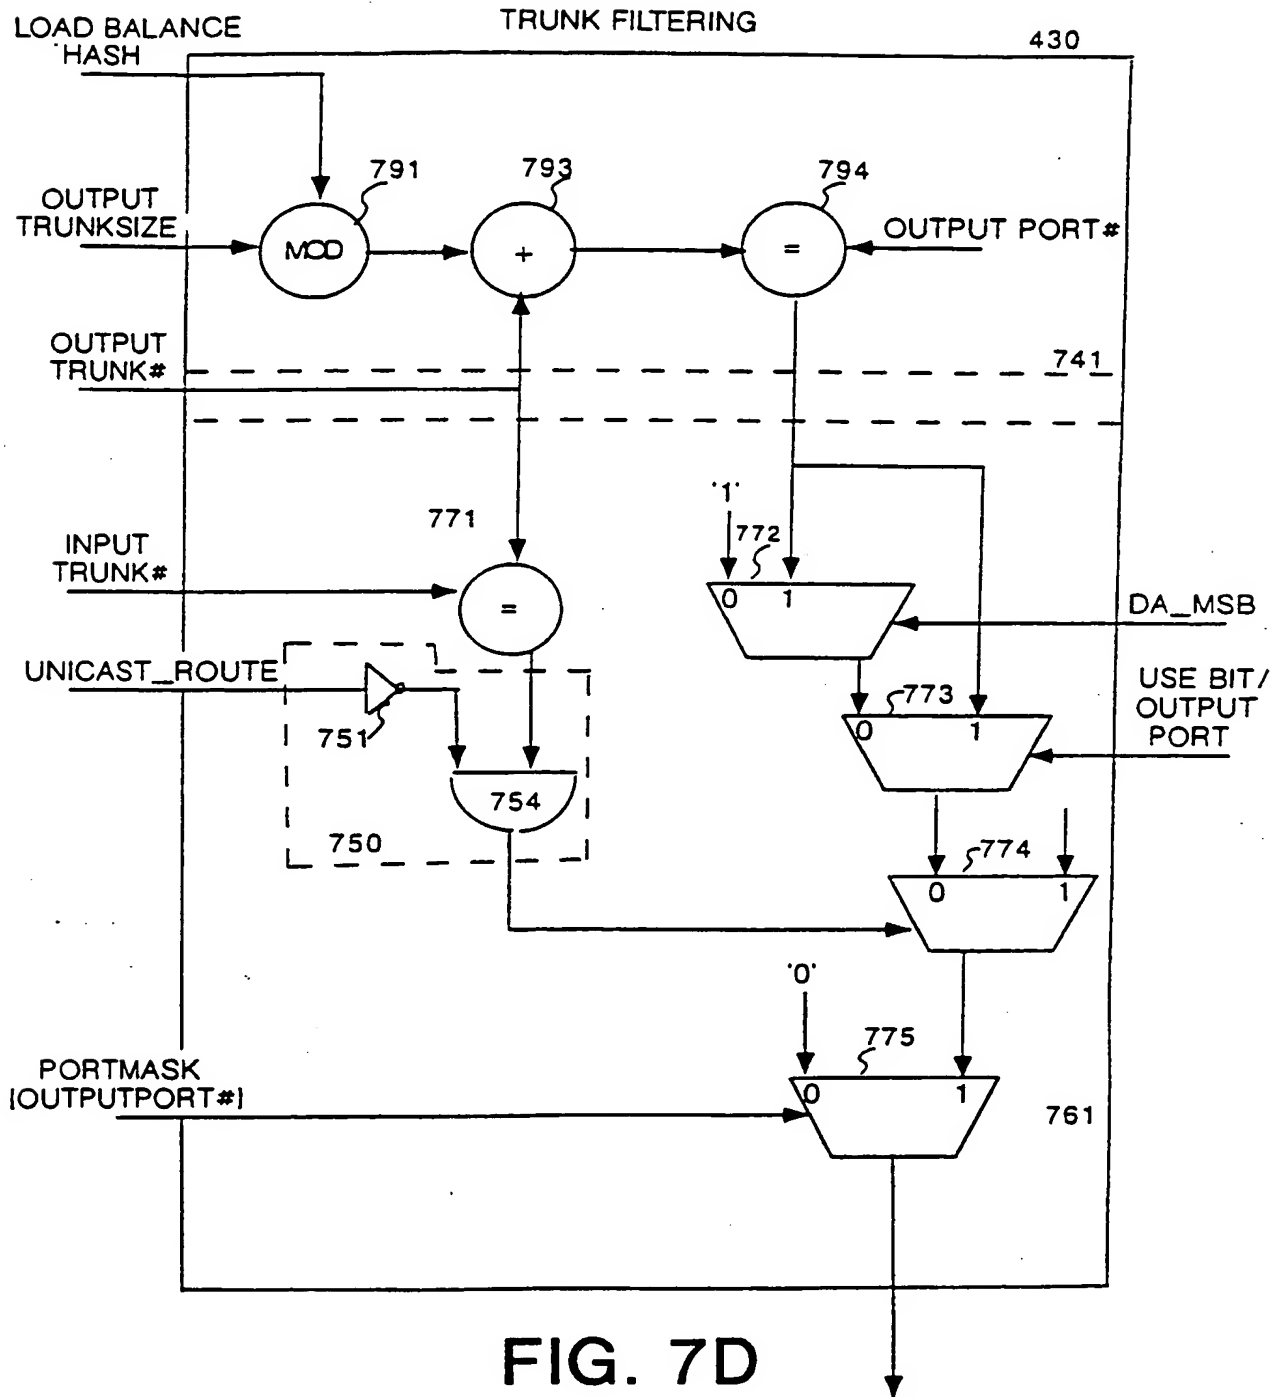 TRUNK FILTERING
LOAD BALANCE
HASH
430
791
793
794
OUTPUT
TRUNKSIZE
MOD
+
=
OUTPUT PORT#
OUTPUT
TRUNK#
741
'1'
771
772
INPUT
TRUNK#
=
0 1
DA_MSB
UNICAST_ROUTE
751
773
0 1
USE BIT/
OUTPUT
PORT
754
750
774
0 1
'0'
775
PORTMASK
[OUTPUTPORT#]
0 1
761
FIG. 7D